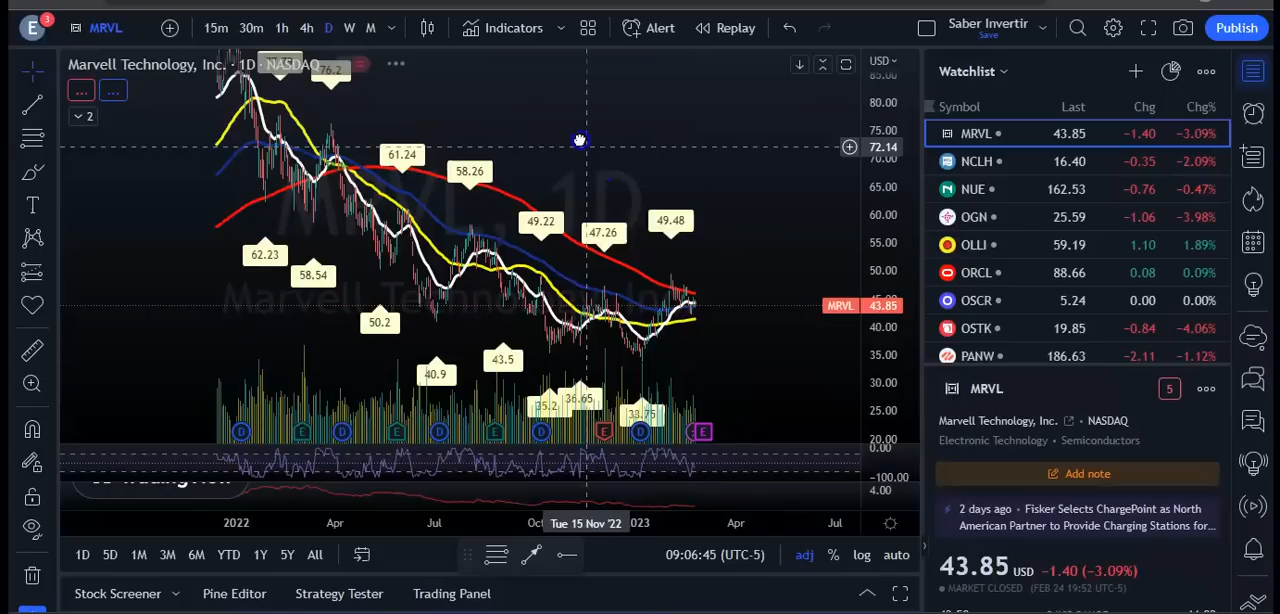 E
3
MRVL
15m 30m 1h 4h D W M
Indicators
Alert
Replay
Saber Invertir
Save
Publish
Marvell Technology, Inc. · 1D · NASDAQ
... ...
2
USD
85.00
80.00
75.00
72.14
70.00
65.00
60.00
55.00
50.00
MRVL 43.85
40.00
35.00
30.00
25.00
20.00
0.00
-100.00
4.00
76.2
61.24
58.26
49.22
47.26
49.48
62.23
58.54
50.2
40.9
43.5
35.2
36.65
33.75
MRVL, 1D
D E D E D E D E D E
2022 Apr Jul Tue 15 Nov '22 2023 Apr Jul
1D 5D 1M 3M 6M YTD 1Y 5Y All
09:06:45 (UTC-5)
adj % log auto
Stock Screener
Pine Editor
Strategy Tester
Trading Panel
Watchlist
Symbol Last Chg Chg%
MRVL 43.85 −1.40 −3.09%
NCLH 16.40 −0.35 −2.09%
NUE 162.53 −0.76 −0.47%
OGN 25.59 −1.06 −3.98%
OLLI 59.19 1.10 1.89%
ORCL 88.66 0.08 0.09%
OSCR 5.24 0.00 0.00%
OSTK 19.85 −0.84 −4.06%
PANW 186.63 −2.11 −1.12%
MRVL
5
Marvell Technology, Inc. · NASDAQ
Electronic Technology · Semiconductors
Add note
2 days ago · Fisker Selects ChargePoint as North
American Partner to Provide Charging Stations for...
43.85 USD −1.40 (−3.09%)
MARKET CLOSED (FEB 24 19:52 UTC-5)